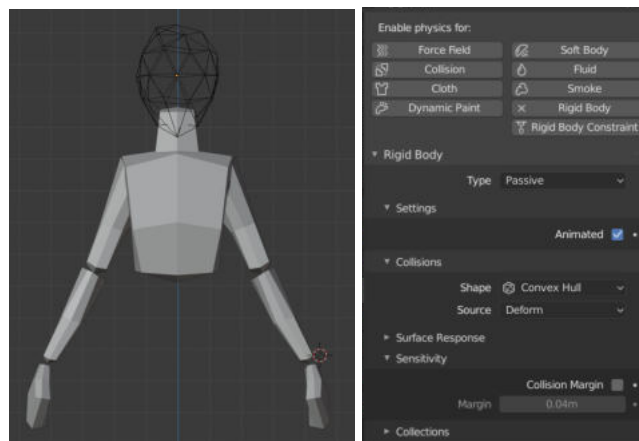 Enable physics for:
Force Field Soft Body
Collision Fluid
Cloth Smoke
Dynamic Paint Rigid Body
Rigid Body Constraint
Rigid Body
Type Passive
Settings
Animated
Collisions
Shape Convex Hull
Source Deform
Surface Response
Sensitivity
Collision Margin
Margin 0.04m
Collections